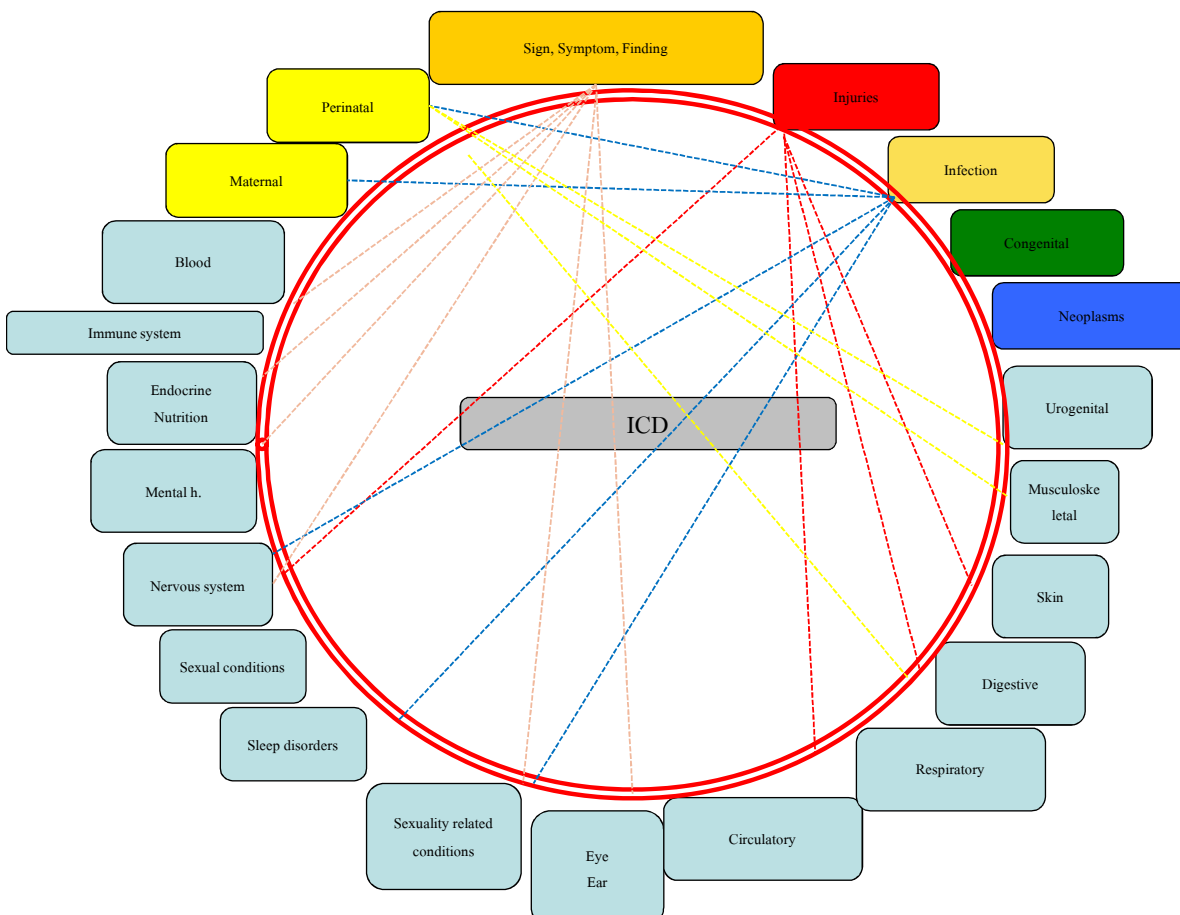 Sign, Symptom, Finding
Perinatal
Injuries
Maternal
Infection
Blood
Congenital
Immune system
Neoplasms
Endocrine
Nutrition
ICD
Urogenital
Mental h.
Musculoske
letal
Nervous system
Skin
Sexual conditions
Digestive
Sleep disorders
Respiratory
Sexuality related
conditions
Circulatory
Eye
Ear